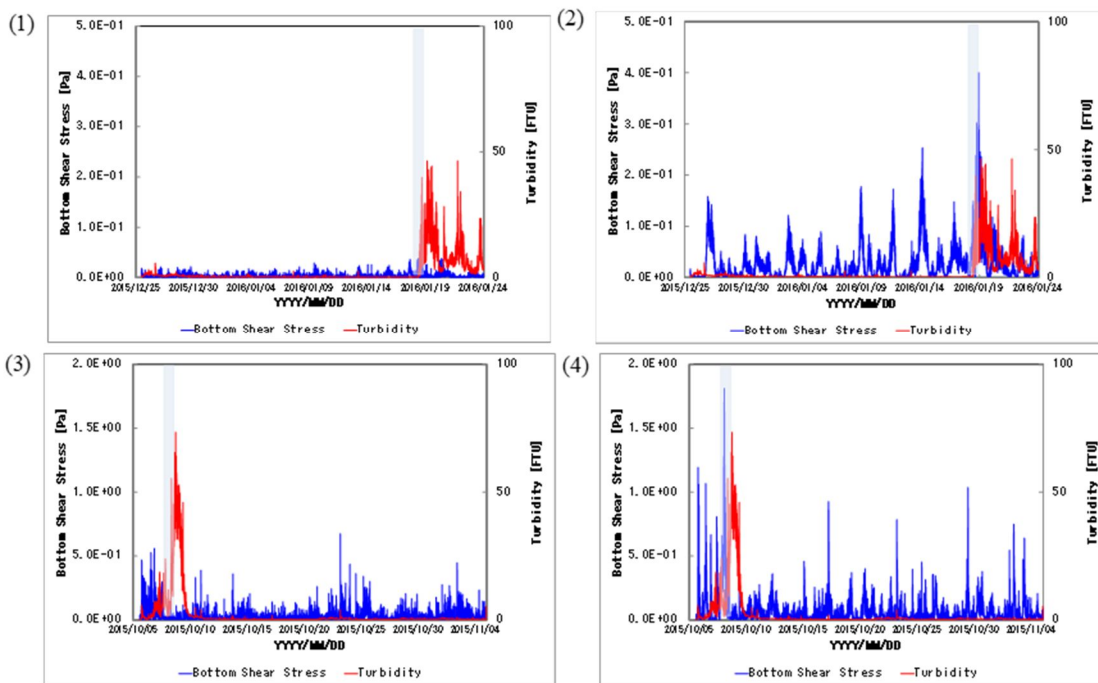 (1)
5.0E-01
4.0E-01
3.0E-01
2.0E-01
1.0E-01
0.0E+00
Bottom Shear Stress [Pa]
100
50
0
Turbidity [FTU]
2015/12/25
2015/12/30
2016/01/04
2016/01/09
2016/01/14
2016/01/19
2016/01/24
YYYY/MM/DD
Bottom Shear Stress
Turbidity
(2)
5.0E-01
4.0E-01
3.0E-01
2.0E-01
1.0E-01
0.0E+00
Bottom Shear Stress [Pa]
100
50
0
Turbidity [FTU]
2015/12/25
2015/12/30
2016/01/04
2016/01/09
2016/01/14
2016/01/19
2016/01/24
YYYY/MM/DD
Bottom Shear Stress
Turbidity
(3)
2.0E+00
1.5E+00
1.0E+00
5.0E-01
0.0E+00
Bottom Shear Stress [Pa]
100
50
0
Turbidity [FTU]
2015/10/05
2015/10/10
2015/10/15
2015/10/20
2015/10/25
2015/10/30
2015/11/04
YYYY/MM/DD
Bottom Shear Stress
Turbidity
(4)
2.0E+00
1.5E+00
1.0E+00
5.0E-01
0.0E+00
Bottom Shear Stress [Pa]
100
50
0
Turbidity [FTU]
2015/10/05
2015/10/10
2015/10/15
2015/10/20
2015/10/25
2015/10/30
2015/11/04
YYYY/MM/DD
Bottom Shear Stress
Turbidity